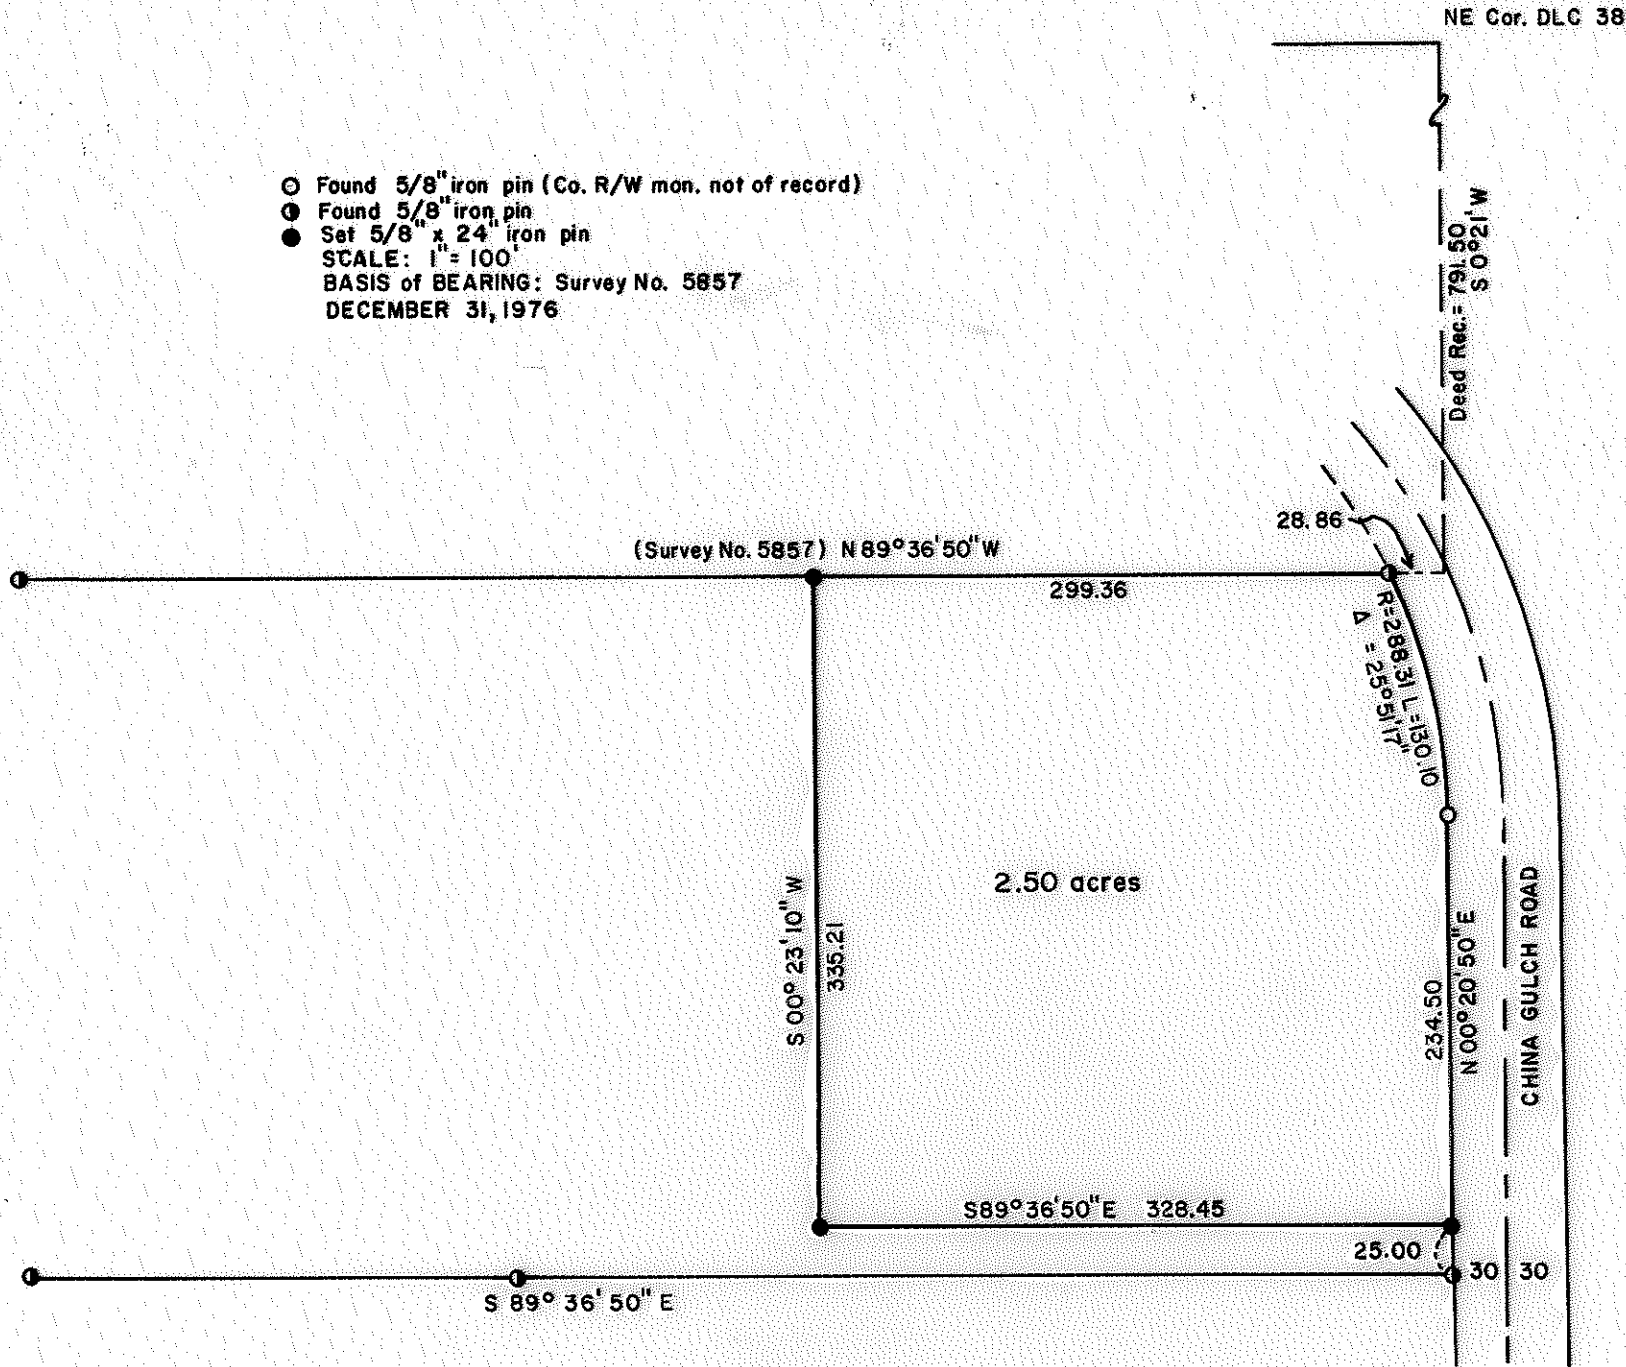 NE Cor. DLC 38
Found 5/8" iron pin (Co. R/W mon. not of record)
Found 5/8" iron pin
Set 5/8" x 24" iron pin
SCALE: 1" = 100'
BASIS of BEARING: Survey No. 5857
DECEMBER 31, 1976
Deed Rec. = 791.50
S 0° 21' W
28.86
(Survey No. 5857) N 89° 36' 50" W
299.36
R=288.31 L=130.10
Δ = 25° 51' 17"
2.50 acres
S 00° 23' 10" W
335.21
234.50
N 00° 20' 50" E
CHINA GULCH ROAD
S 89° 36' 50" E 328.45
25.00
30 30
S 89° 36' 50" E